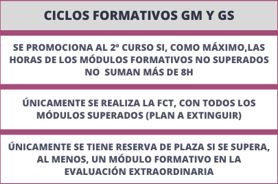 CICLOS FORMATIVOS GM Y GS
SE PROMOCIONA AL 2º CURSO SI, COMO MÁXIMO,LAS
HORAS DE LOS MÓDULOS FORMATIVOS NO SUPERADOS
NO SUMAN MÁS DE 8H
ÚNICAMENTE SE REALIZA LA FCT, CON TODOS LOS
MÓDULOS SUPERADOS (PLAN A EXTINGUIR)
ÚNICAMENTE SE TIENE RESERVA DE PLAZA SI SE SUPERA,
AL MENOS, UN MÓDULO FORMATIVO EN LA
EVALUACIÓN EXTRAORDINARIA